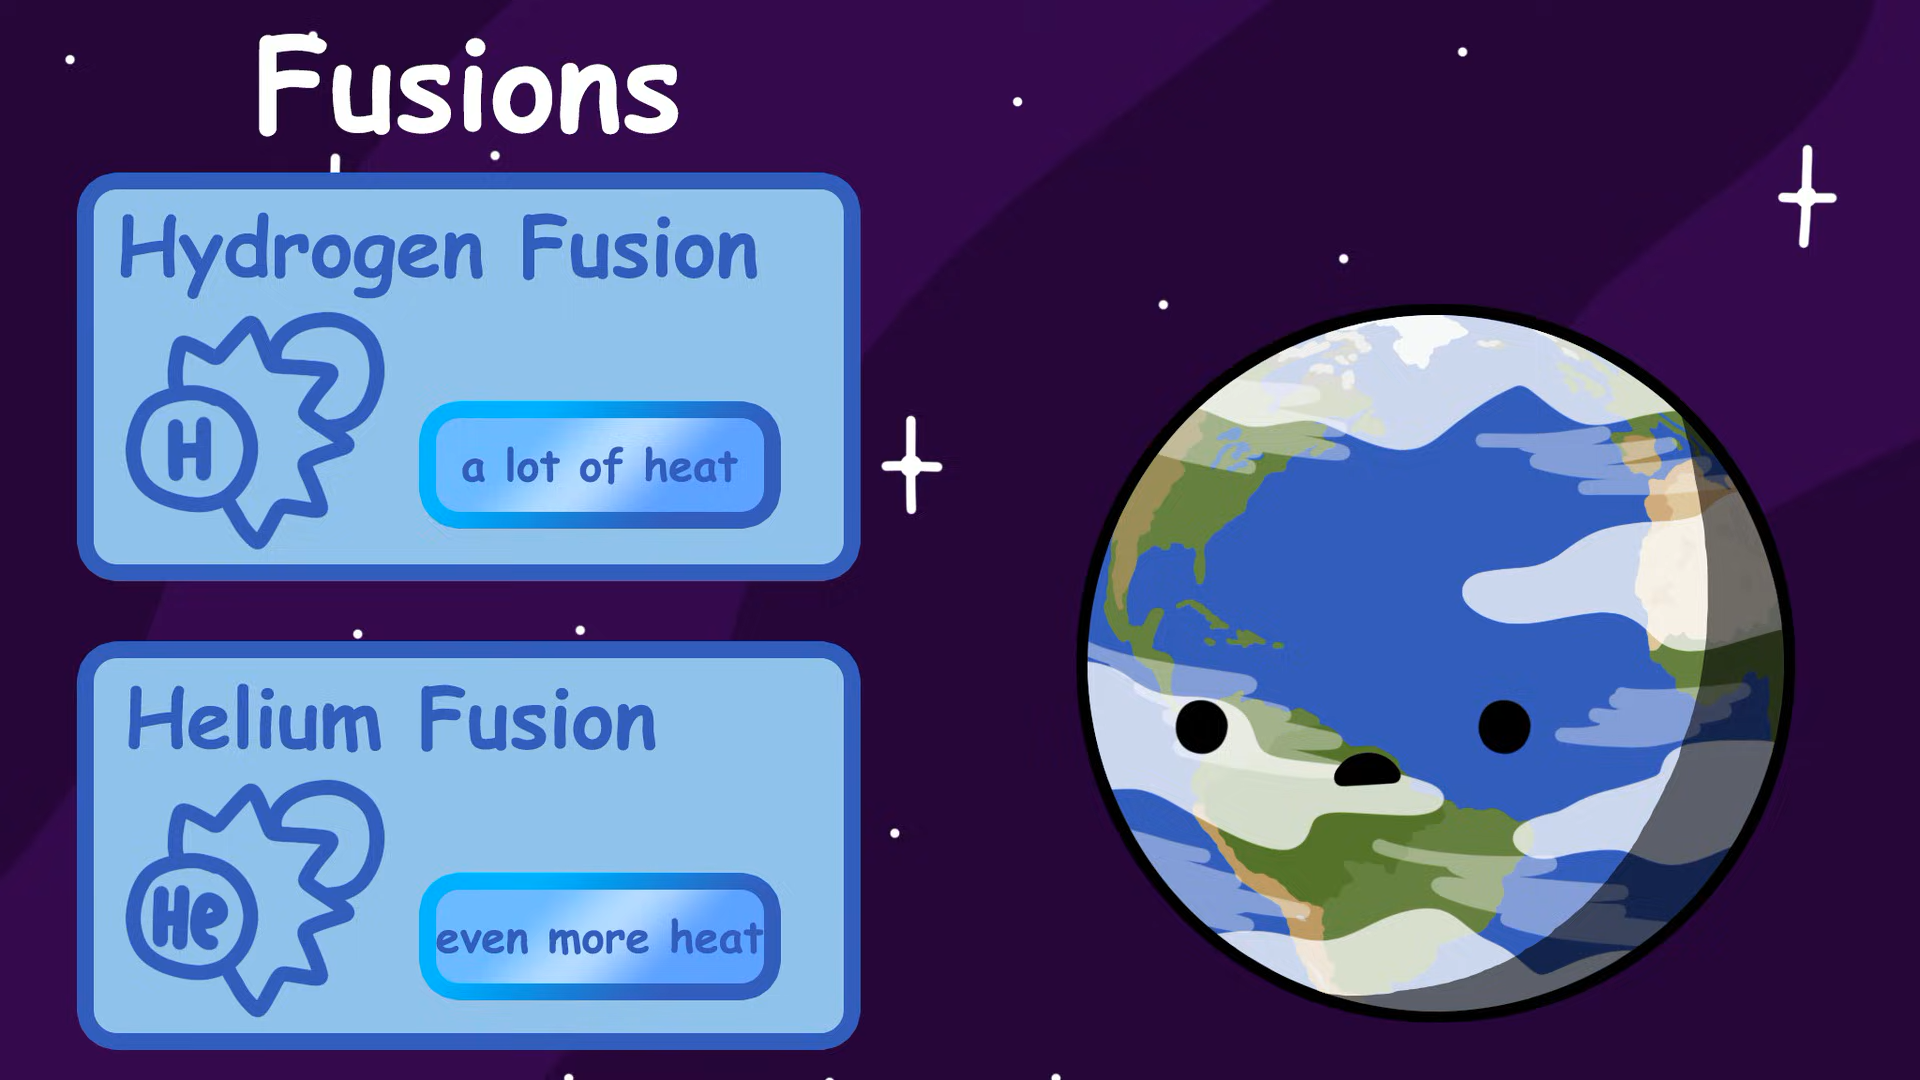 Fusions
Hydrogen Fusion
H
a lot of heat
Helium Fusion
He
even more heat